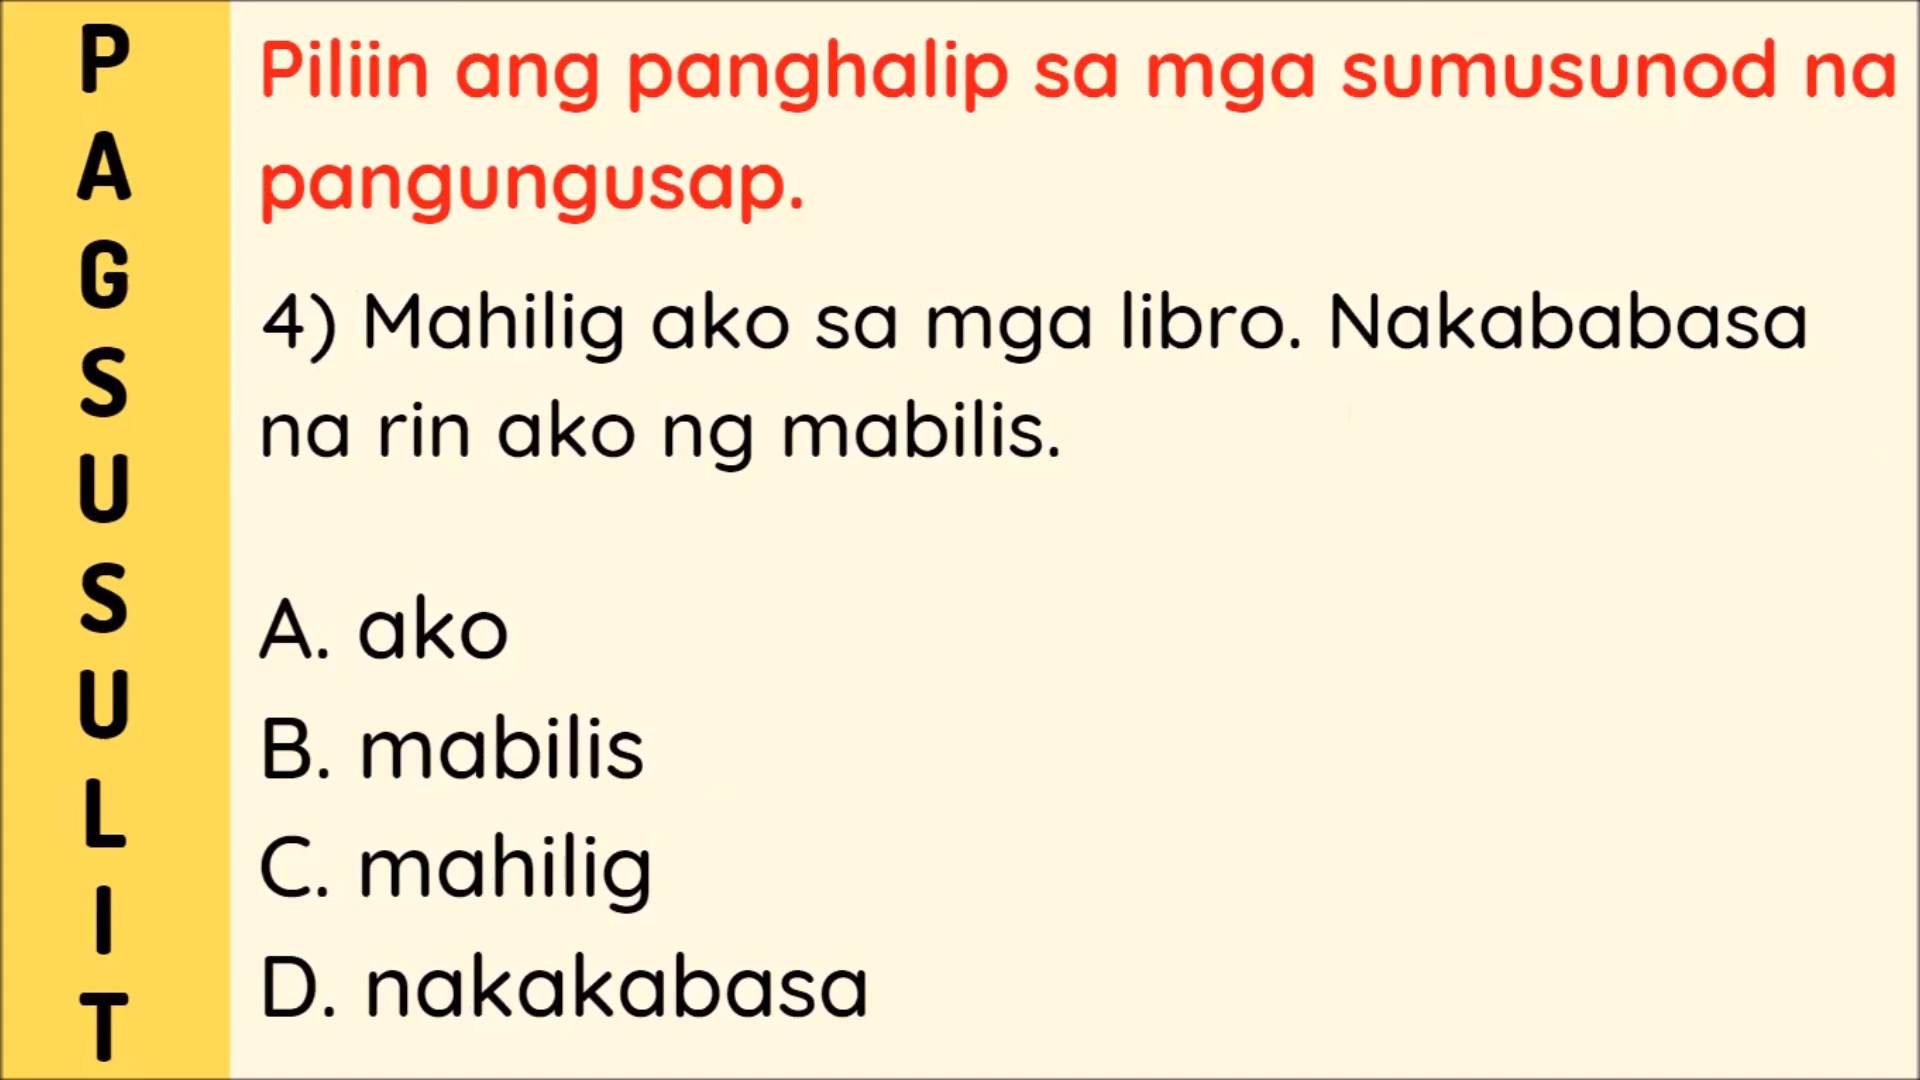 PAGSUSULIT
Piliin ang panghalip sa mga sumusunod na
pangungusap.
4) Mahilig ako sa mga libro. Nakababasa
na rin ako ng mabilis.
A. ako
B. mabilis
C. mahilig
D. nakakabasa